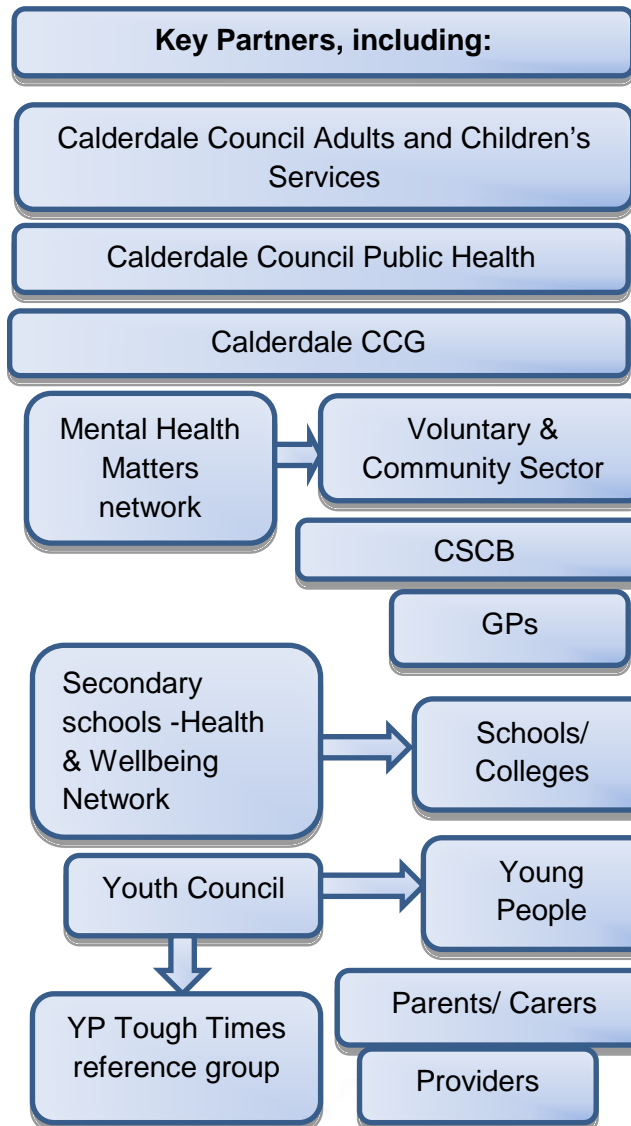 Key Partners, including:
Calderdale Council Adults and Children’s
Services
Calderdale Council Public Health
Calderdale CCG
Mental Health
Matters
network
Voluntary &
Community Sector
CSCB
GPs
Secondary
schools -Health
& Wellbeing
Network
Schools/
Colleges
Youth Council
Young
People
YP Tough Times
reference group
Parents/ Carers
Providers